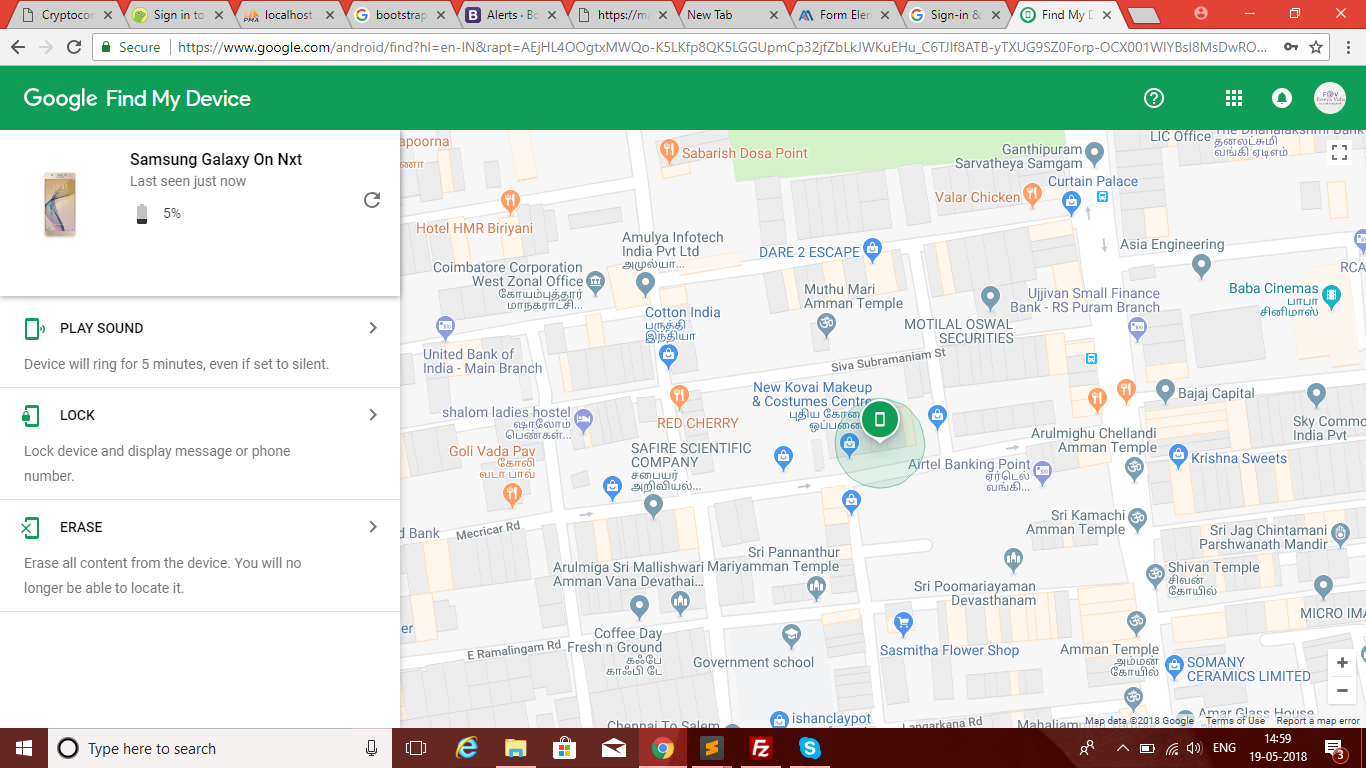 Cryptocor
Sign in to
localhost
bootstrap
Alerts · Bo
https://ma
New Tab
Form Elem
Sign-in &
Find My D
Secure
https://www.google.com/android/find?hl=en-IN&rapt=AEjHL4OOgtxMWQo-K5LKfp8QK5LGGUpmCp32jfZbLkJWKuEHu_C6TJlf8ATB-yTXUG9SZ0Forp-OCX001WIYBsI8MsDwRO...
Google Find My Device
Samsung Galaxy On Nxt
Last seen just now
5%
PLAY SOUND
Device will ring for 5 minutes, even if set to silent.
LOCK
Lock device and display message or phone
number.
ERASE
Erase all content from the device. You will no
longer be able to locate it.
apoorna
Sabarish Dosa Point
Ganthipuram
Sarvatheya Samgam
LIC Office
The Dhanalakshmi Bank
தனலட்சுமி
வங்கி ஏடிஎம்
Curtain Palace
Valar Chicken
Hotel HMR Biriyani
Amulya Infotech
India Pvt Ltd
அமுல்யா...
DARE 2 ESCAPE
Asia Engineering
RCA
Coimbatore Corporation
West Zonal Office
கோயம்புத்தூர்
மாநகராட்சி...
Muthu Mari
Amman Temple
Ujjivan Small Finance
Bank - RS Puram Branch
Baba Cinemas
பாபா
சினிமாஸ்
Cotton India
பருத்தி
இந்தியா
MOTILAL OSWAL
SECURITIES
United Bank of
India - Main Branch
Siva Subramaniam St
New Kovai Makeup
& Costumes Centre
புதிய கோவை
ஒப்பனை
Bajaj Capital
shalom ladies hostel
ஷாலோம்
பெண்கள்...
RED CHERRY
Sky Commo
India Pvt
Arulmighu Chellandi
Amman Temple
Goli Vada Pav
கோலி
வடா பாவ்
SAFIRE SCIENTIFIC
COMPANY
சபையர்
அறிவியல்...
Airtel Banking Point
ஏர்டெல்
வங்கி...
Krishna Sweets
d Bank
Mecricar Rd
Sri Kamachi
Amman Temple
Sri Jag Chintamani
Parshwanath Mandir
Sri Pannanthur
Mariyamman Temple
Arulmiga Sri Mallishwari
Amman Vana Devathai...
Shivan Temple
சிவன்
கோயில்
Sri Poomariayaman
Devasthanam
MICRO IMA
er
Coffee Day
Fresh n Ground
காஃபே
காஃபி டே
E Ramalingam Rd
Government school
Sasmitha Flower Shop
Amman Temple
அம்மன்
கோயில்
SOMANY
CERAMICS LIMITED
ishanclaypot
Chennai To Salem
Langarkana Rd
Mahaliamman
Amar Glass House
Map data ©2018 Google
Terms of Use
Report a map error
Type here to search
ENG
14:59
19-05-2018
3